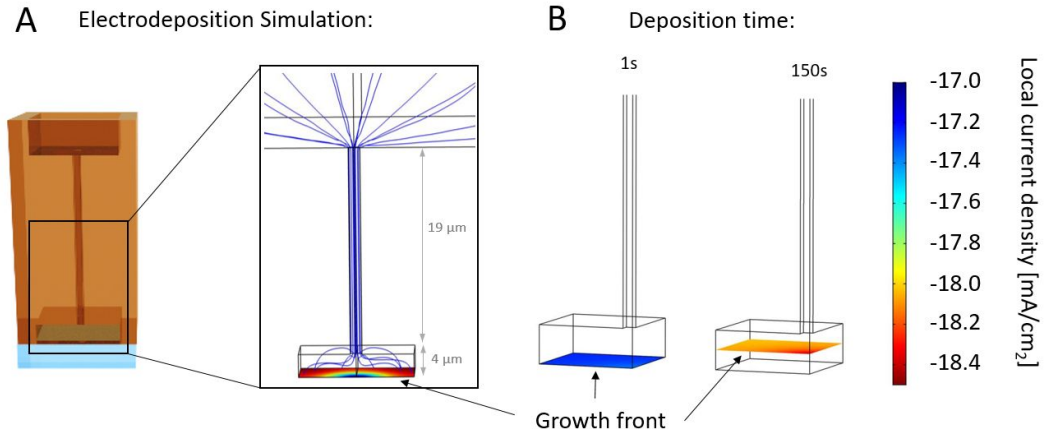 A
Electrodeposition Simulation:
19 µm
4 µm
B
Deposition time:
1s
150s
Growth front
-17.0
-17.2
-17.4
-17.6
-17.8
-18.0
-18.2
-18.4
Local current density [mA/cm₂]